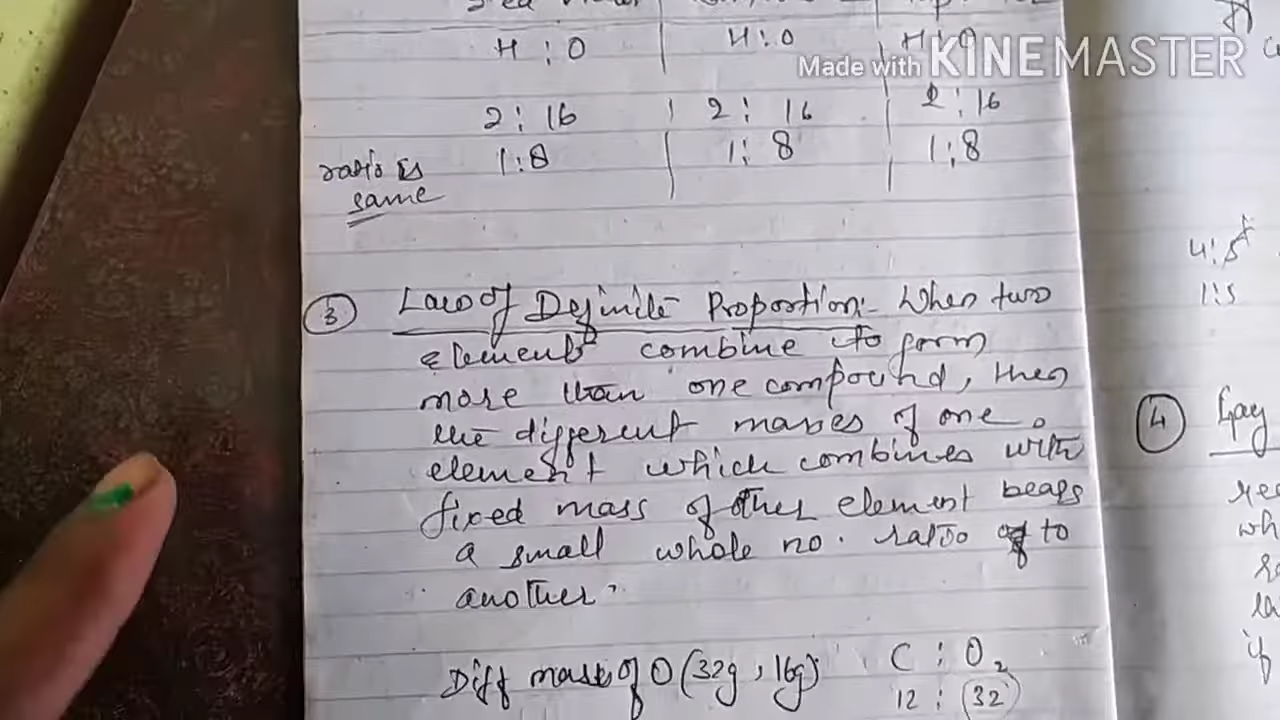 H : O | H : O | H : O
Made with KINEMASTER
2 : 16 | 2 : 16 | 2 : 16
ratio is 1 : 8 | 1 : 8 | 1 : 8
same
4 : 5
1 : 5
③ Law of Definite Proportion:- When two
elements combine to form
more than one compound, then
the different masses of one
element which combines with
fixed mass of other element bears
a small whole no. ratio to
another.
④ Gay
Diff mass of O (32g, 16g) C : O₂
12 : 32